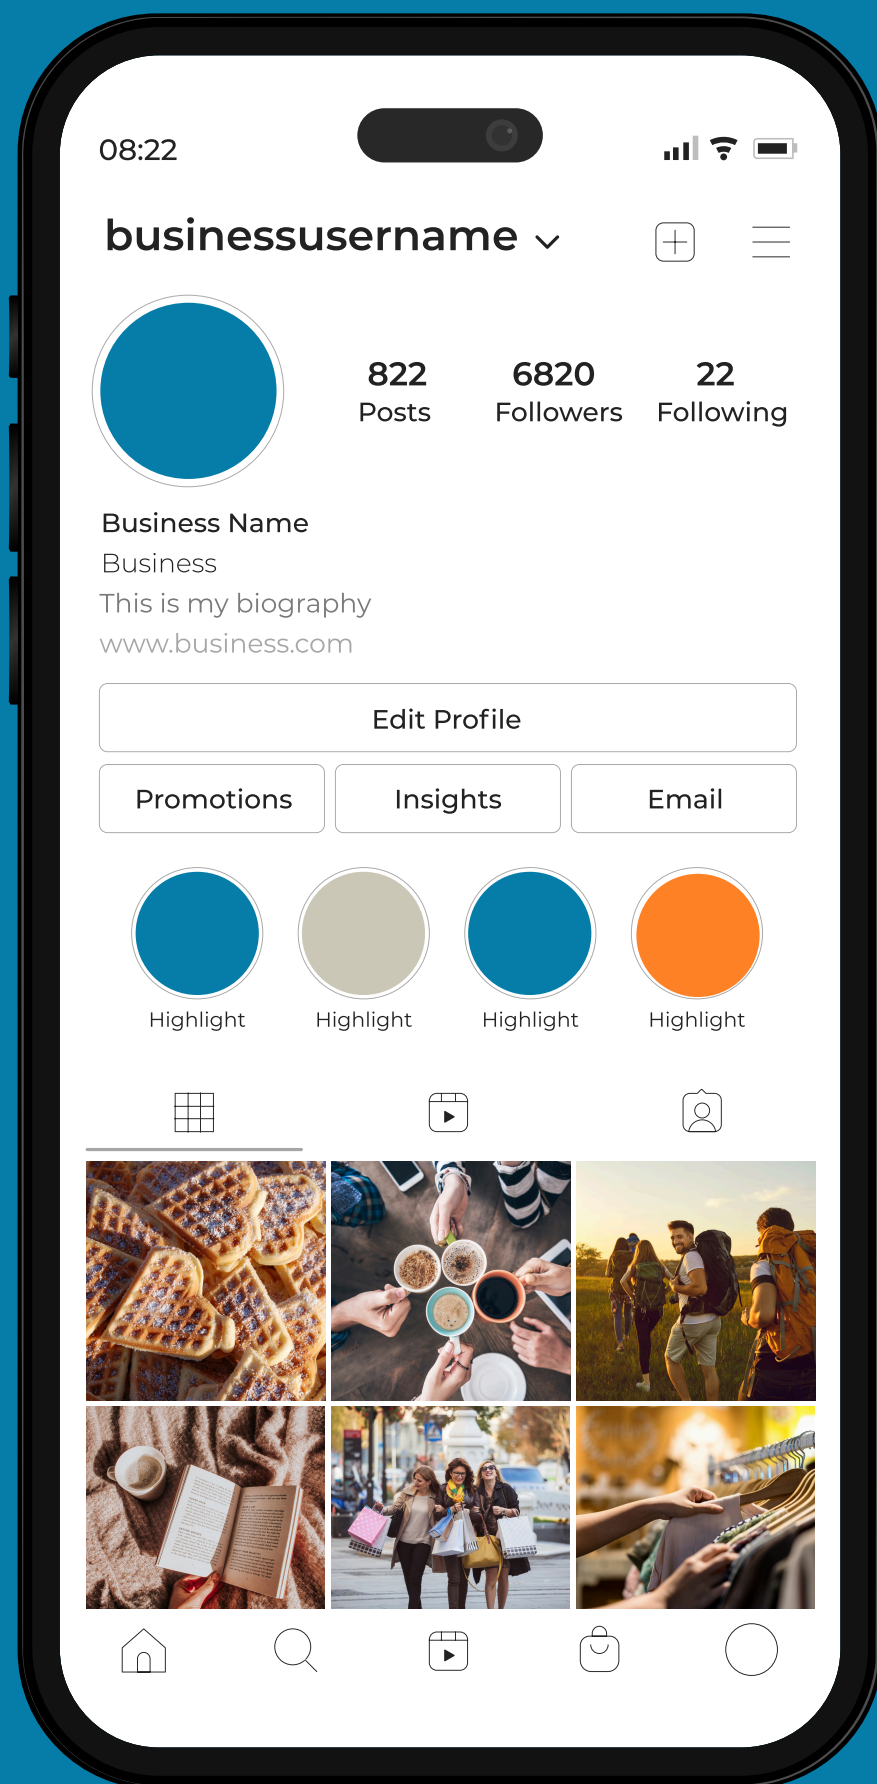 08:22
businessusername
822 6820 22
Posts Followers Following
Business Name
Business
This is my biography
www.business.com
Edit Profile
Promotions Insights Email
Highlight Highlight Highlight Highlight